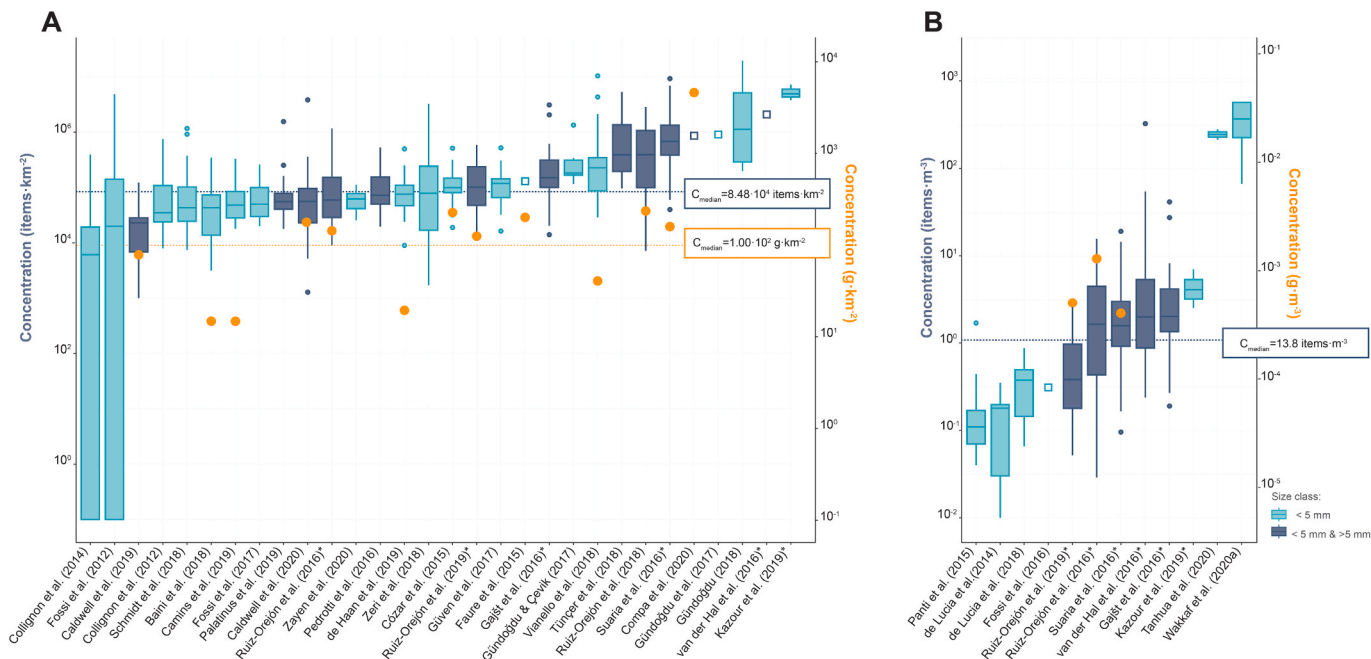 A
B
Concentration (items·km-2)
10⁶
10⁴
10²
10⁰
10⁴
10³
10¹
10-1
Concentration (g·km-2)
Cmedian=8.48·10⁴ items·km-2
Cmedian=1.00·10² g·km-2
Collignon et al. (2014)
Fossi et al. (2012)
Caldwell et al. (2019)
Collignon et al. (2012)
Schmidt et al. (2018)
Baini et al. (2018)
Camins et al. (2019)
Fossi et al. (2017)
Palatinus et al. (2019)
Caldwell et al. (2020)
Ruiz-Orejón et al. (2016)*
Zayen et al. (2020)
Pedrotti et al. (2016)
de Haan et al. (2019)
Zeri et al. (2018)
Cózar et al. (2015)
Ruiz-Orejón et al. (2019)*
Güven et al. (2017)
Faure et al. (2015)
Gajšt et al. (2016)*
Gündoğdu & Çevik (2017)
Vianello et al. (2018)
Tünçer et al. (2018)
Ruiz-Orejón et al. (2018)
Suaria et al. (2016)*
Compa et al. (2020)
Gündoğdu et al. (2017)
Gündoğdu (2018)
van der Hal et al. (2016)*
Kazour et al. (2019)*
Concentration (items·m-3)
10³
10²
10¹
10⁰
10-1
10-2
10-1
10-2
10-3
10-4
10-5
Concentration (g·m-3)
Cmedian=13.8 items·m-3
Size class:
< 5 mm
< 5 mm & >5 mm
Panti et al. (2015)
de Lucia et al.(2014)
de Lucia et al. (2018)
Fossi et al. (2016)
Ruiz-Orejón et al. (2019)*
Ruiz-Orejón et al. (2016)*
Suaria et al. (2016)*
van der Hal et al. (2016)*
Gajšt et al. (2016)*
Kazour et al. (2019)*
Tanhua et al. (2020)
Wakkaf et al. (2020a)